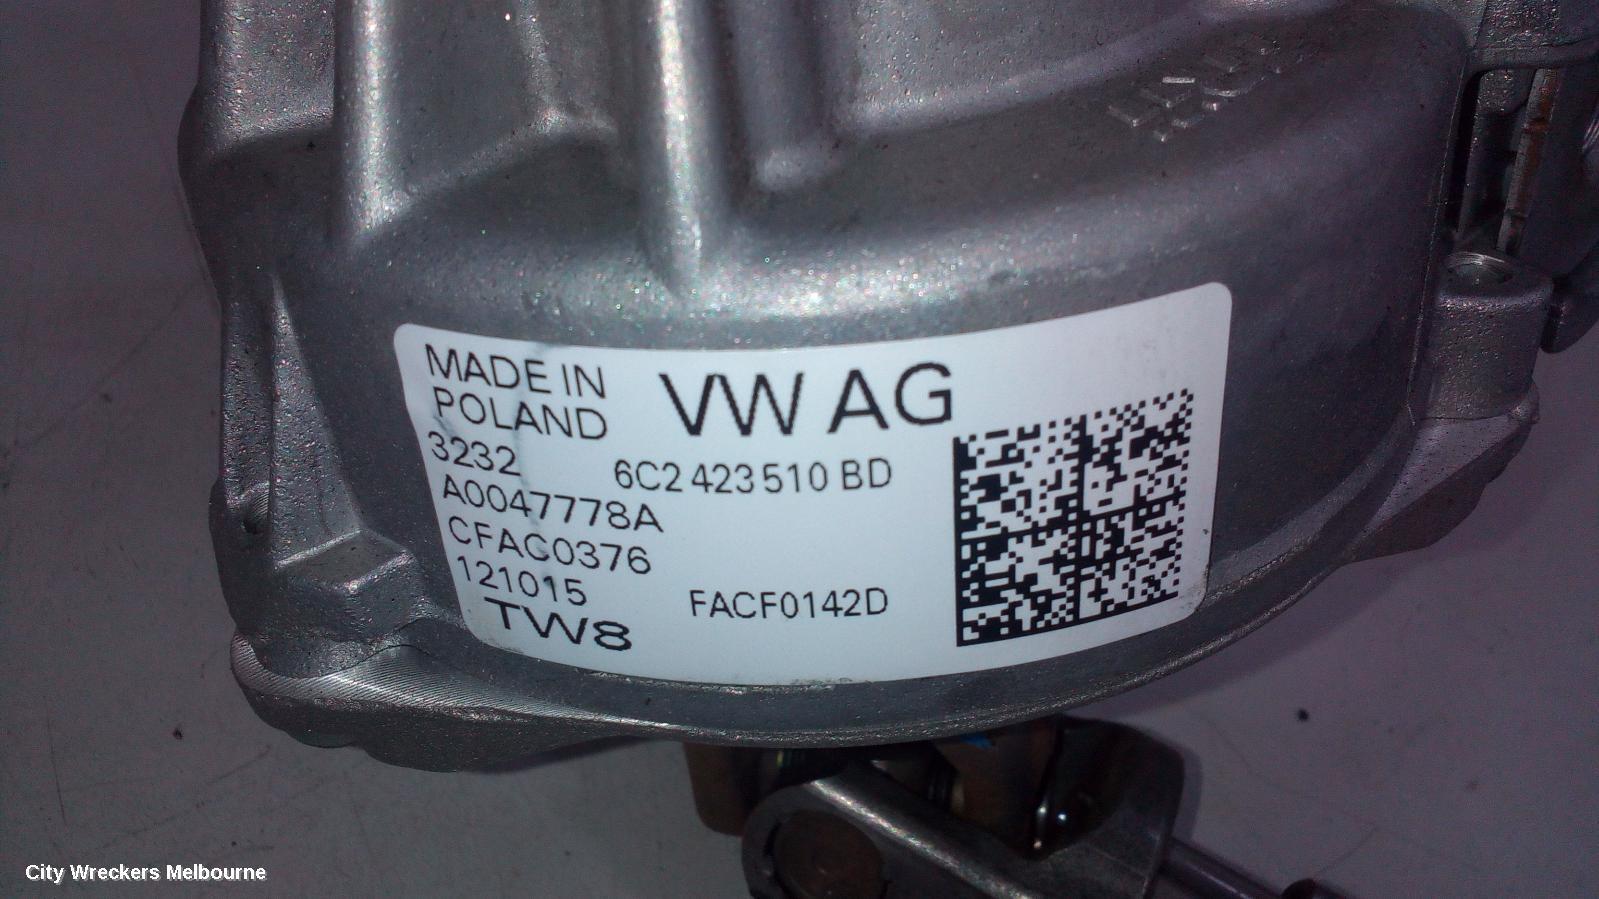 MADE IN
POLAND
VW AG
3232
6C2 423 510 BD
A0047778A
CFAC0376
121015
FACF0142D
TW8
City Wreckers Melbourne